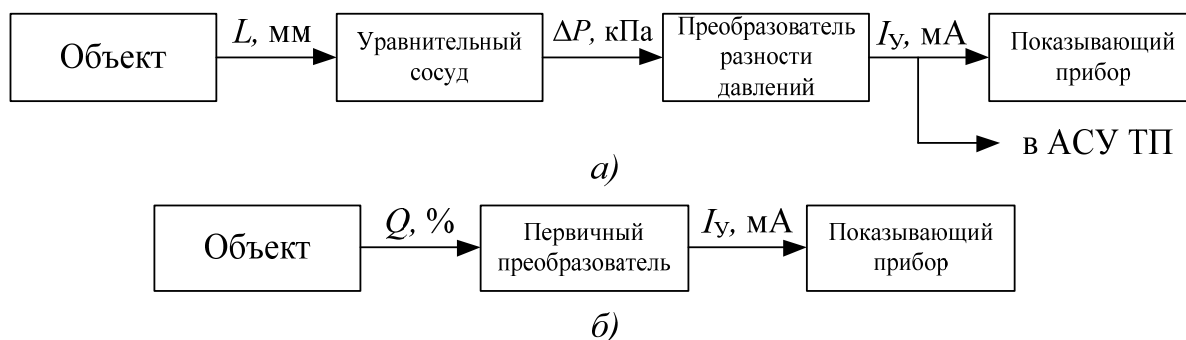 Объект
L, мм
Уравнительный
сосуд
ΔP, кПа
Преобразователь
разности
давлений
IУ, мА
Показывающий
прибор
в АСУ ТП
а)
Объект
Q, %
Первичный
преобразователь
IУ, мА
Показывающий
прибор
б)